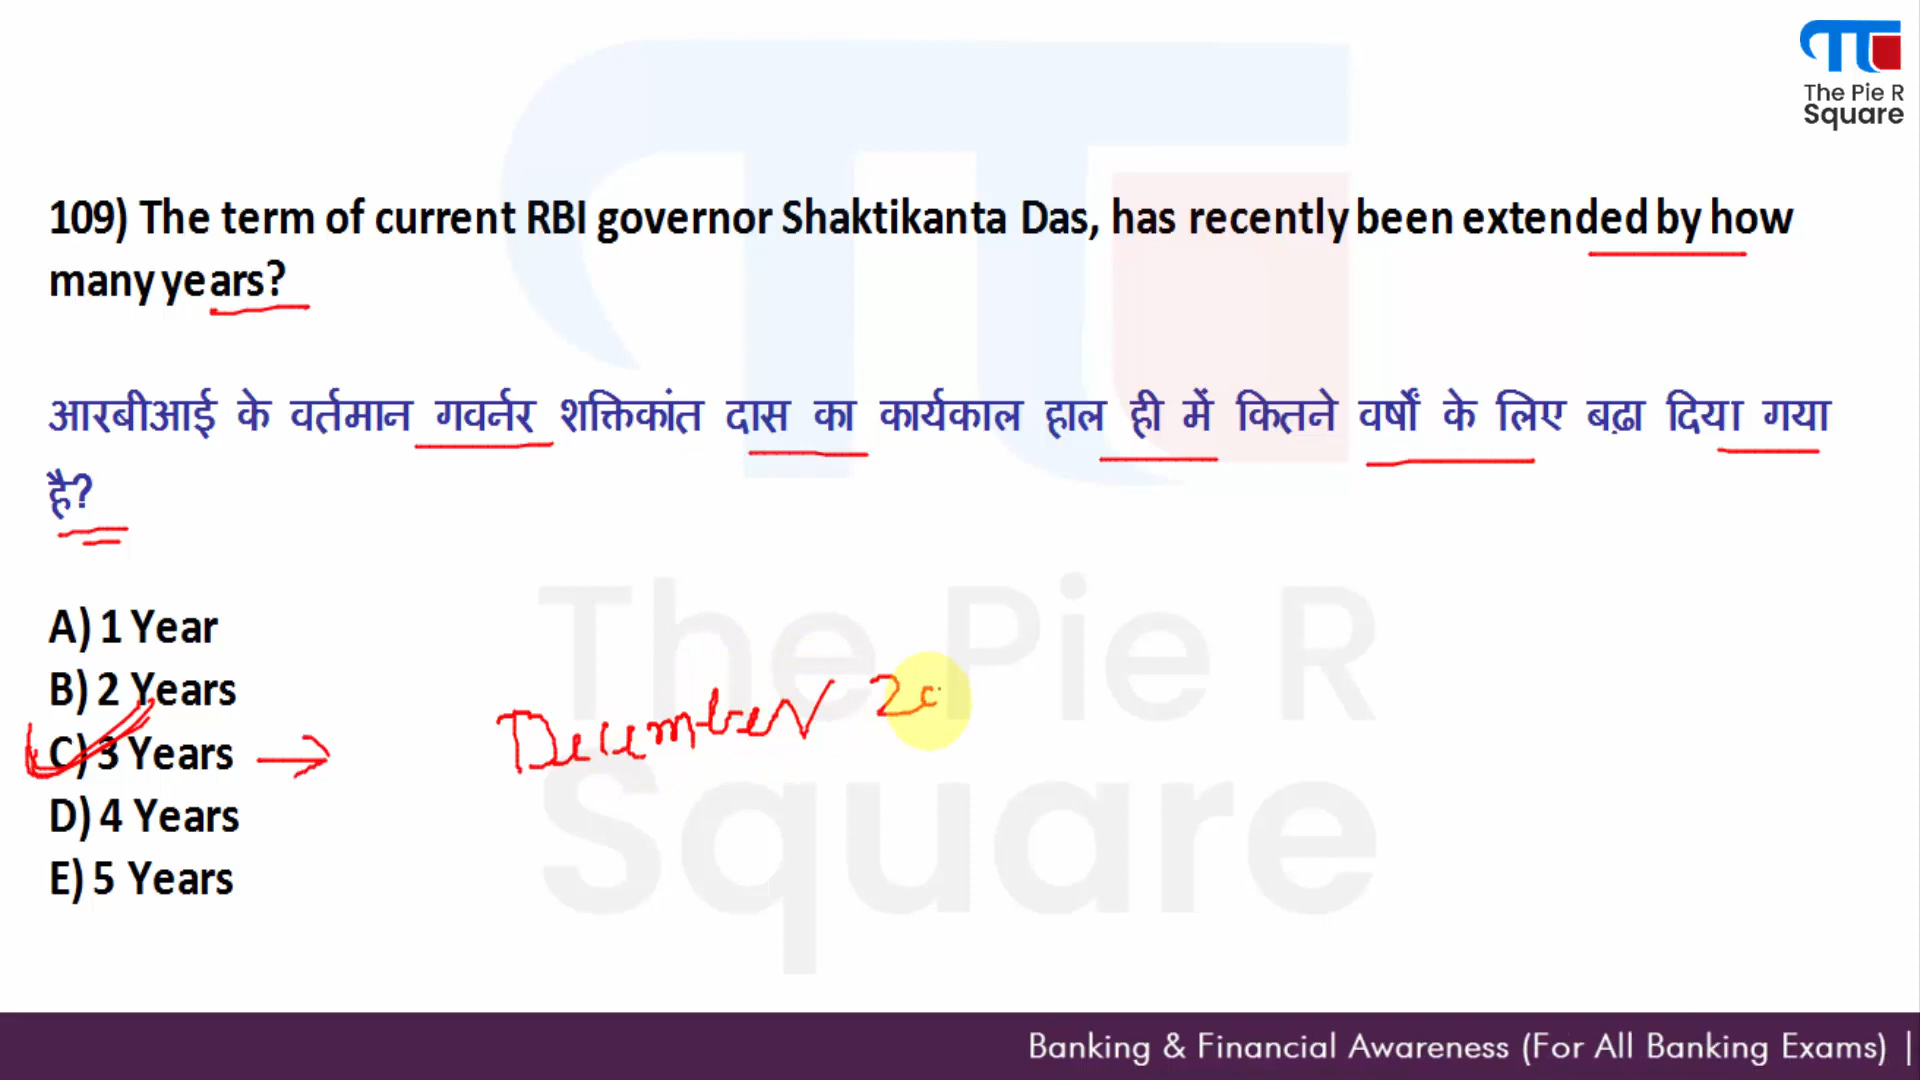 The Pie R
Square
109) The term of current RBI governor Shaktikanta Das, has recently been extended by how
many years?
आरबीआई के वर्तमान गवर्नर शक्तिकांत दास का कार्यकाल हाल ही में कितने वर्षों के लिए बढ़ा दिया गया
है?
A) 1 Year
B) 2 Years
C) 3 Years
D) 4 Years
E) 5 Years
December 20
The Pie R
Square
Banking & Financial Awareness (For All Banking Exams) |